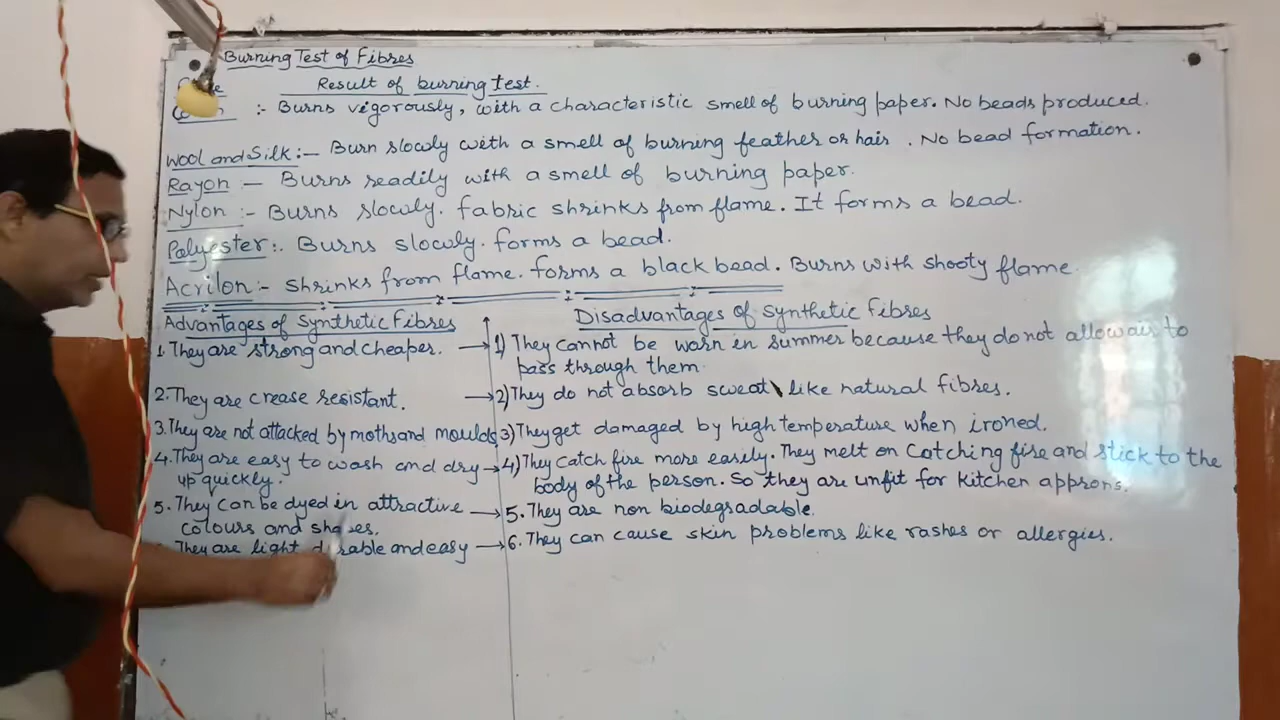 Burning Test of Fibres
Result of burning test.
:- Burns vigorously, with a characteristic smell of burning paper. No beads produced.
Wool and Silk:- Burn slowly with a smell of burning feather or hair. No bead formation.
Rayon - Burns readily with a smell of burning paper.
Nylon :- Burns slowly. fabric shrinks from flame. It forms a bead.
Polyester:. Burns slowly. forms a bead.
Acrilon:- Shrinks from flame. forms a black bead. Burns with shooty flame.
Advantages of Synthetic Fibres
1. They are strong and cheaper.
2. They are crease resistant.
3. They are not attacked by moths and moulds
4. They are easy to wash and dry
up quickly.
5. They can be dyed in attractive
colours and shades.
They are light, durable and easy
Disadvantages of Synthetic fibres
1) They cannot be warn in summer because they do not allow air to
pass through them.
2) They do not absorb sweat like natural fibres.
3) They get damaged by high temperature when ironed.
4) They catch fire more easily. They melt on catching fire and stick to the
body of the person. So they are unfit for kitchen approns.
5. They are non biodegradable.
6. They can cause skin problems like rashes or allergies.